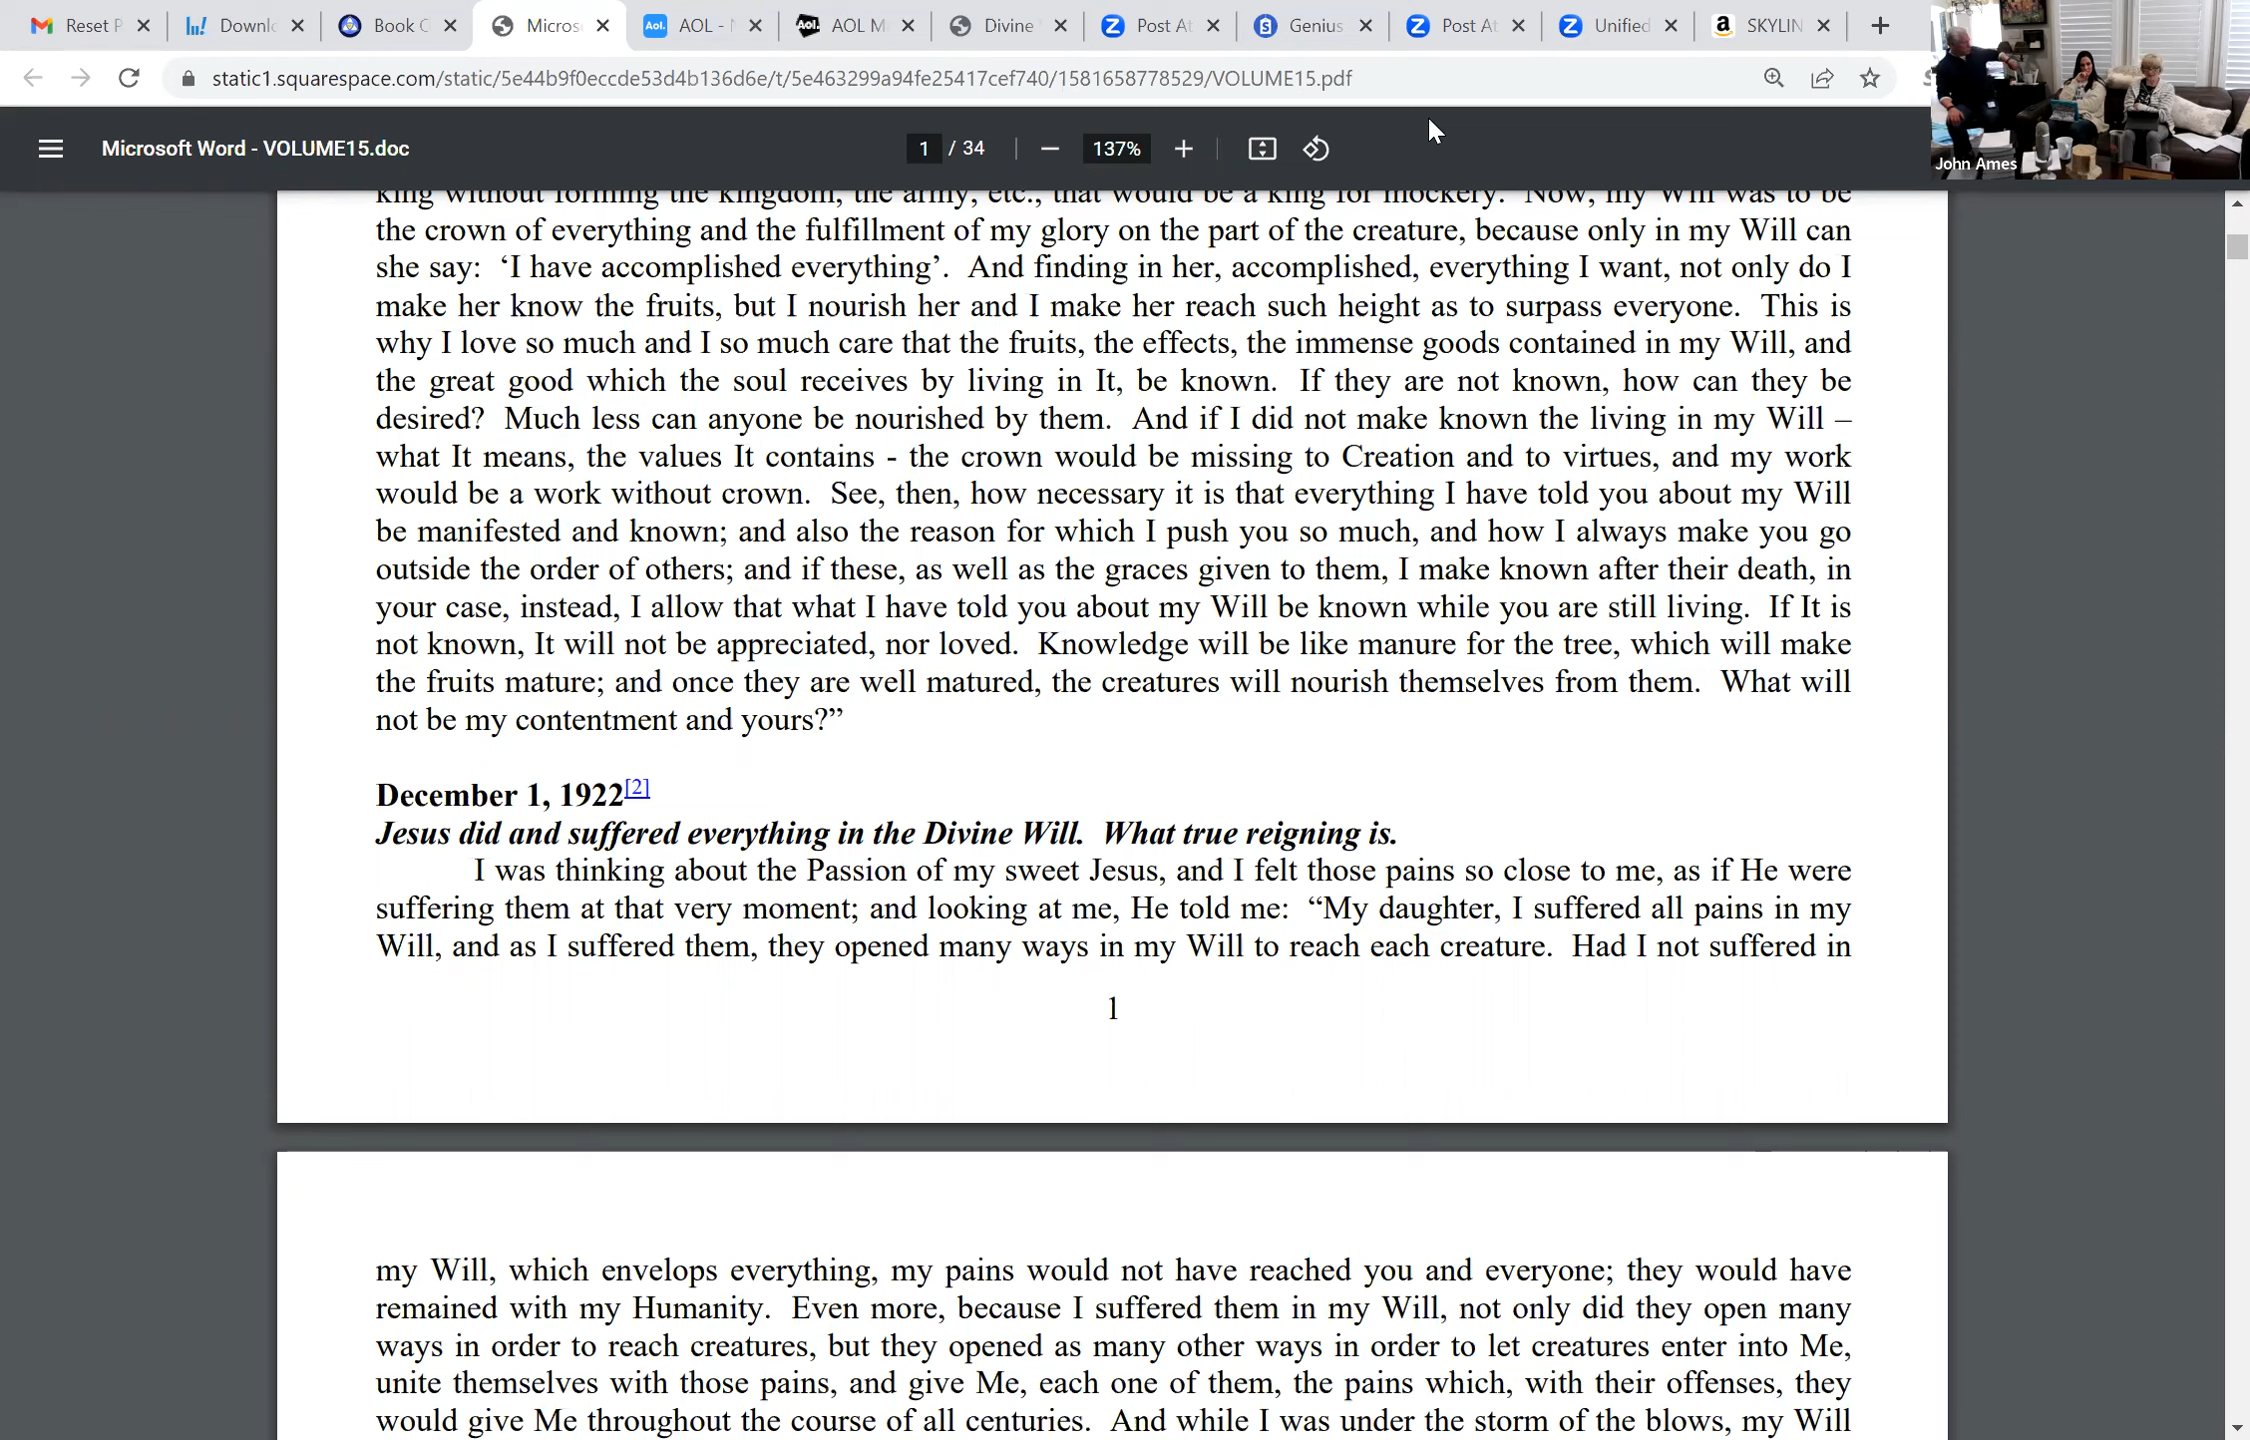 Reset P
Downlo
Book C
Micros
AOL - N
AOL M
Divine
Post At
Genius
Post At
Unified
SKYLIN
static1.squarespace.com/static/5e44b9f0eccde53d4b136d6e/t/5e463299a94fe25417cef740/1581658778529/VOLUME15.pdf
Microsoft Word - VOLUME15.doc
1 / 34
137%
John Ames
king without forming the kingdom, the army, etc., that would be a king for mockery. Now, my Will was to be
the crown of everything and the fulfillment of my glory on the part of the creature, because only in my Will can
she say: ‘I have accomplished everything’. And finding in her, accomplished, everything I want, not only do I
make her know the fruits, but I nourish her and I make her reach such height as to surpass everyone. This is
why I love so much and I so much care that the fruits, the effects, the immense goods contained in my Will, and
the great good which the soul receives by living in It, be known. If they are not known, how can they be
desired? Much less can anyone be nourished by them. And if I did not make known the living in my Will –
what It means, the values It contains - the crown would be missing to Creation and to virtues, and my work
would be a work without crown. See, then, how necessary it is that everything I have told you about my Will
be manifested and known; and also the reason for which I push you so much, and how I always make you go
outside the order of others; and if these, as well as the graces given to them, I make known after their death, in
your case, instead, I allow that what I have told you about my Will be known while you are still living. If It is
not known, It will not be appreciated, nor loved. Knowledge will be like manure for the tree, which will make
the fruits mature; and once they are well matured, the creatures will nourish themselves from them. What will
not be my contentment and yours?”
December 1, 1922[2]
Jesus did and suffered everything in the Divine Will. What true reigning is.
I was thinking about the Passion of my sweet Jesus, and I felt those pains so close to me, as if He were
suffering them at that very moment; and looking at me, He told me: “My daughter, I suffered all pains in my
Will, and as I suffered them, they opened many ways in my Will to reach each creature. Had I not suffered in
1
my Will, which envelops everything, my pains would not have reached you and everyone; they would have
remained with my Humanity. Even more, because I suffered them in my Will, not only did they open many
ways in order to reach creatures, but they opened as many other ways in order to let creatures enter into Me,
unite themselves with those pains, and give Me, each one of them, the pains which, with their offenses, they
would give Me throughout the course of all centuries. And while I was under the storm of the blows, my Will